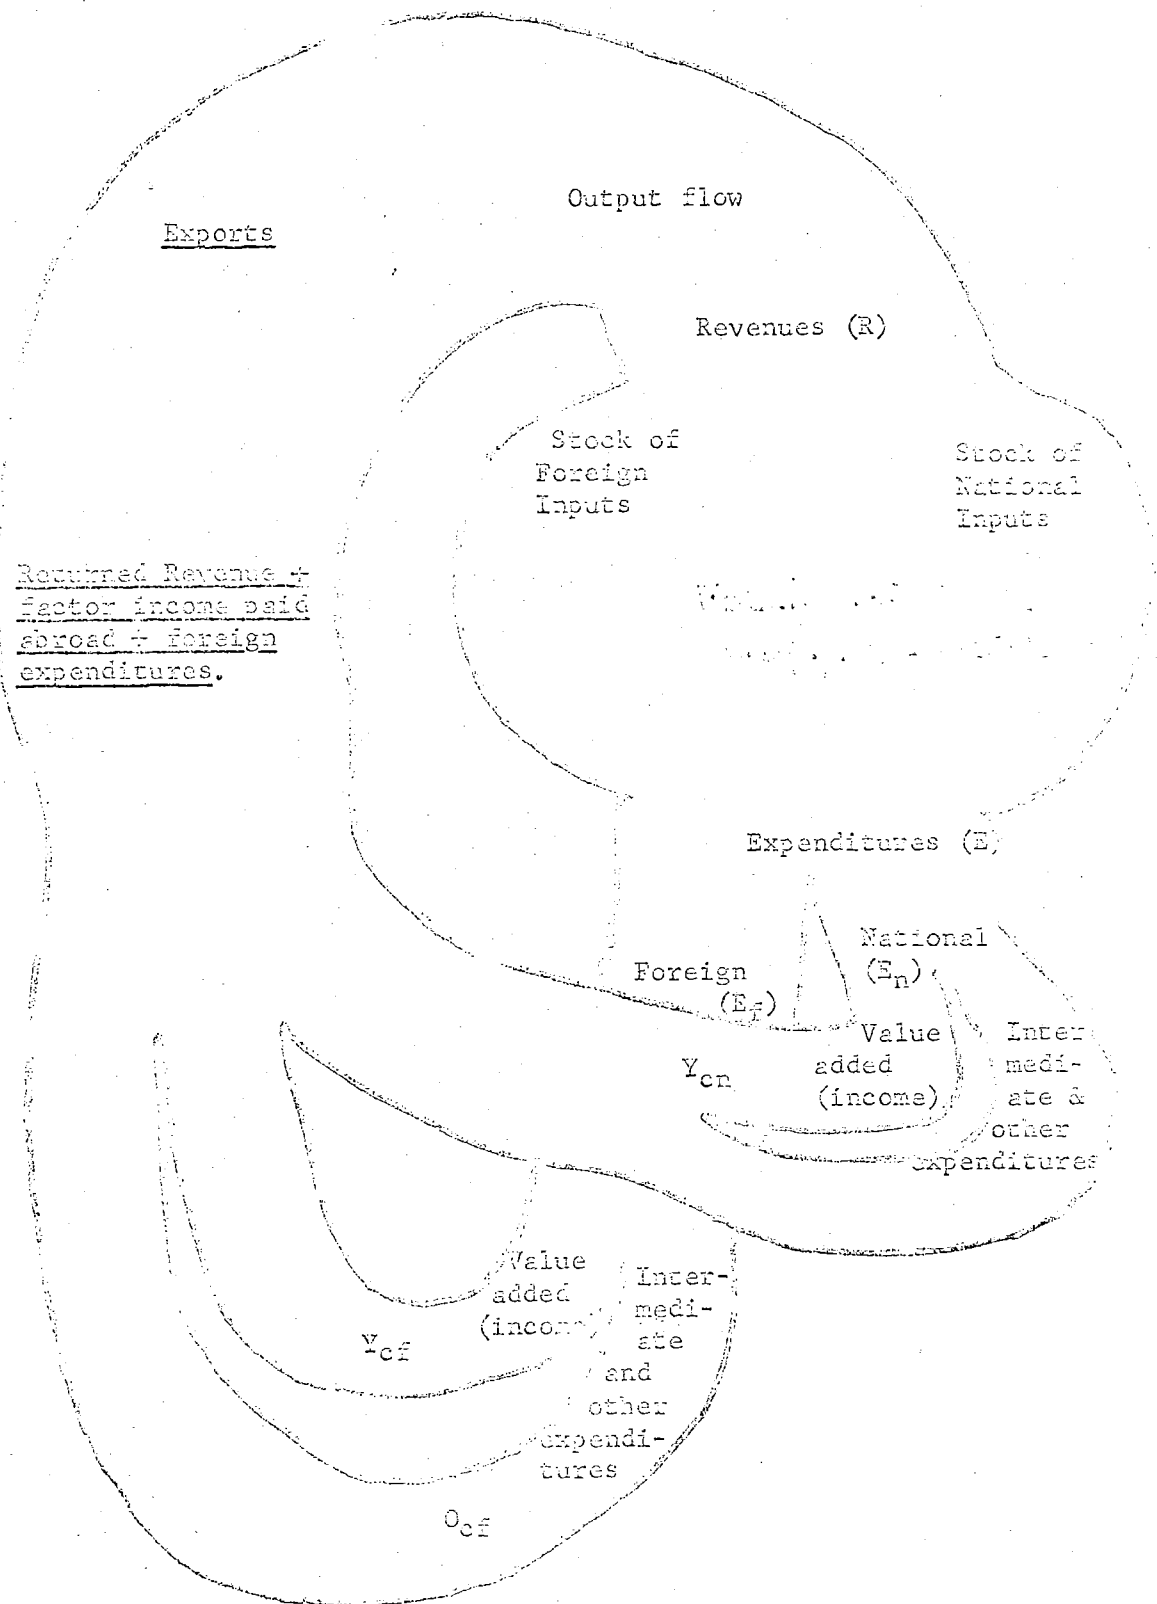 Output flow
Exports
Revenues (R)
Stock of
Foreign
Inputs
Stock of
National
Inputs
Returned Revenue +
factor income paid
abroad + foreign
expenditures.
Expenditures (E)
National
(En)
Foreign
(Ef)
Value
added
(income)
Ycn
Inter
medi-
ate &
other
expenditures
Value
added
(income)
Ycf
Inter-
medi-
ate
and
other
expendi-
tures
Ocf